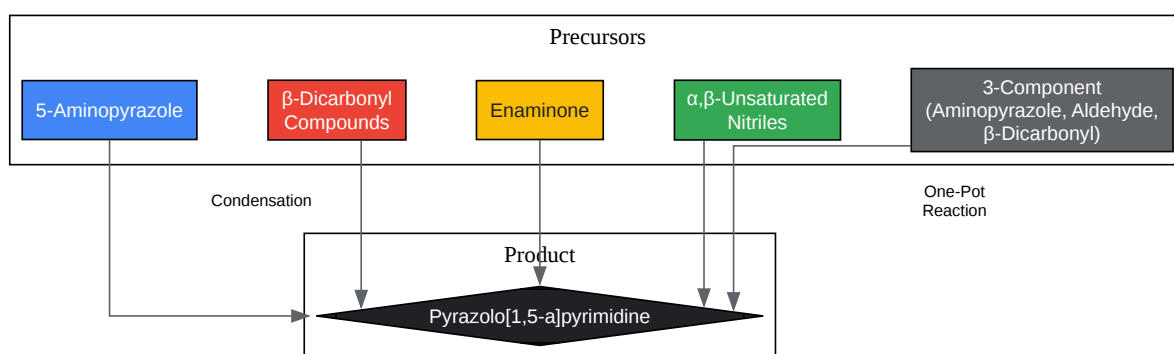 Precursors
5-Aminopyrazole
β-Dicarbonyl
Compounds
Enaminone
α,β-Unsaturated
Nitriles
3-Component
(Aminopyrazole, Aldehyde,
β-Dicarbonyl)
Condensation
One-Pot
Reaction
Product
Pyrazolo[1,5-a]pyrimidine